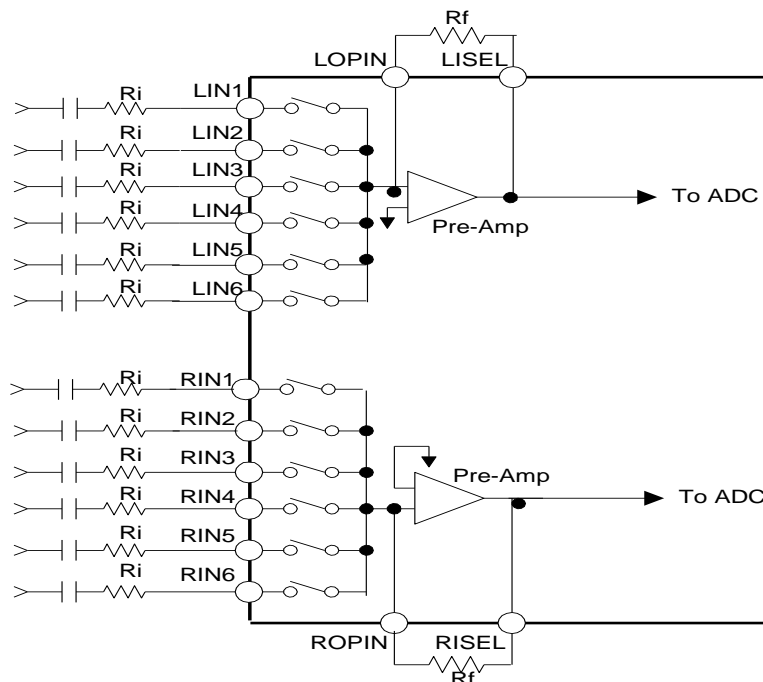 Rf
LOPIN LISEL
Ri LIN1
Ri LIN2
Ri LIN3
Ri LIN4
Ri LIN5
Ri LIN6
Pre-Amp
To ADC
Ri RIN1
Ri RIN2
Ri RIN3
Ri RIN4
Ri RIN5
Ri RIN6
Pre-Amp
To ADC
ROPIN RISEL
Rf